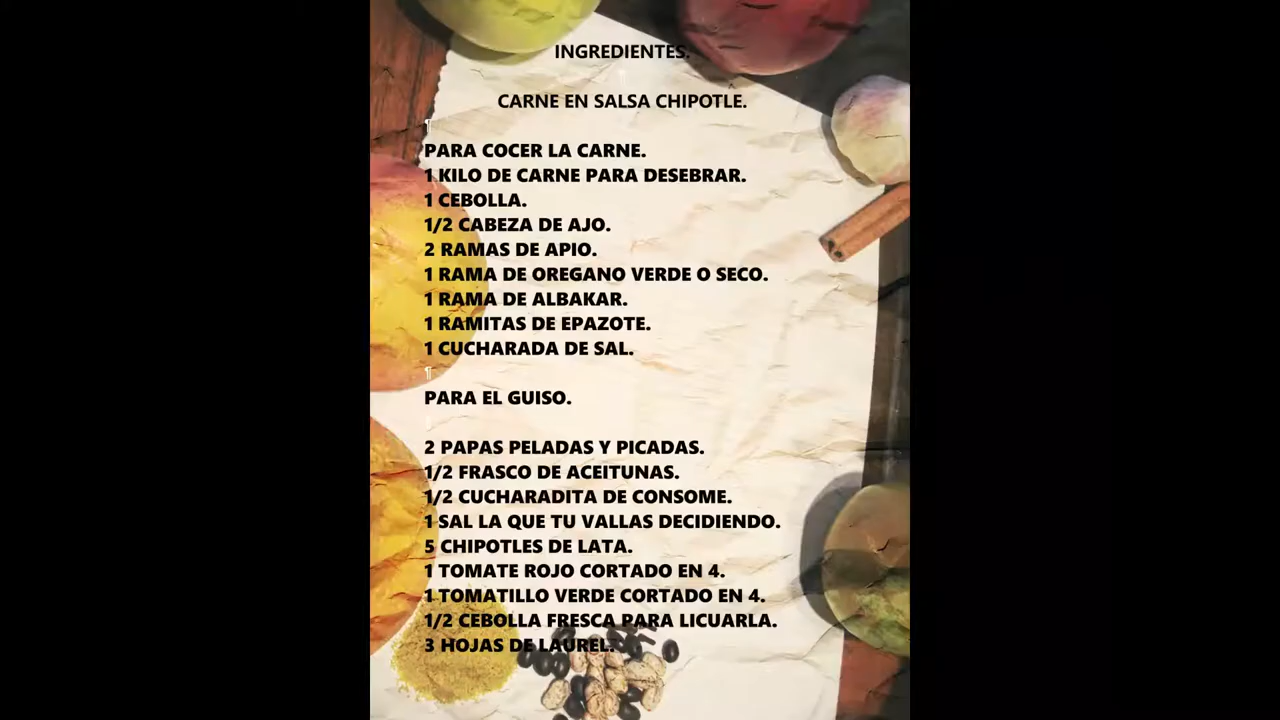 INGREDIENTES.
CARNE EN SALSA CHIPOTLE.
PARA COCER LA CARNE.
1 KILO DE CARNE PARA DESEBRAR.
1 CEBOLLA.
1/2 CABEZA DE AJO.
2 RAMAS DE APIO.
1 RAMA DE OREGANO VERDE O SECO.
1 RAMA DE ALBAKAR.
1 RAMITAS DE EPAZOTE.
1 CUCHARADA DE SAL.
PARA EL GUISO.
2 PAPAS PELADAS Y PICADAS.
1/2 FRASCO DE ACEITUNAS.
1/2 CUCHARADITA DE CONSOME.
1 SAL LA QUE TU VALLAS DECIDIENDO.
5 CHIPOTLES DE LATA.
1 TOMATE ROJO CORTADO EN 4.
1 TOMATILLO VERDE CORTADO EN 4.
1/2 CEBOLLA FRESCA PARA LICUARLA.
3 HOJAS DE LAUREL.